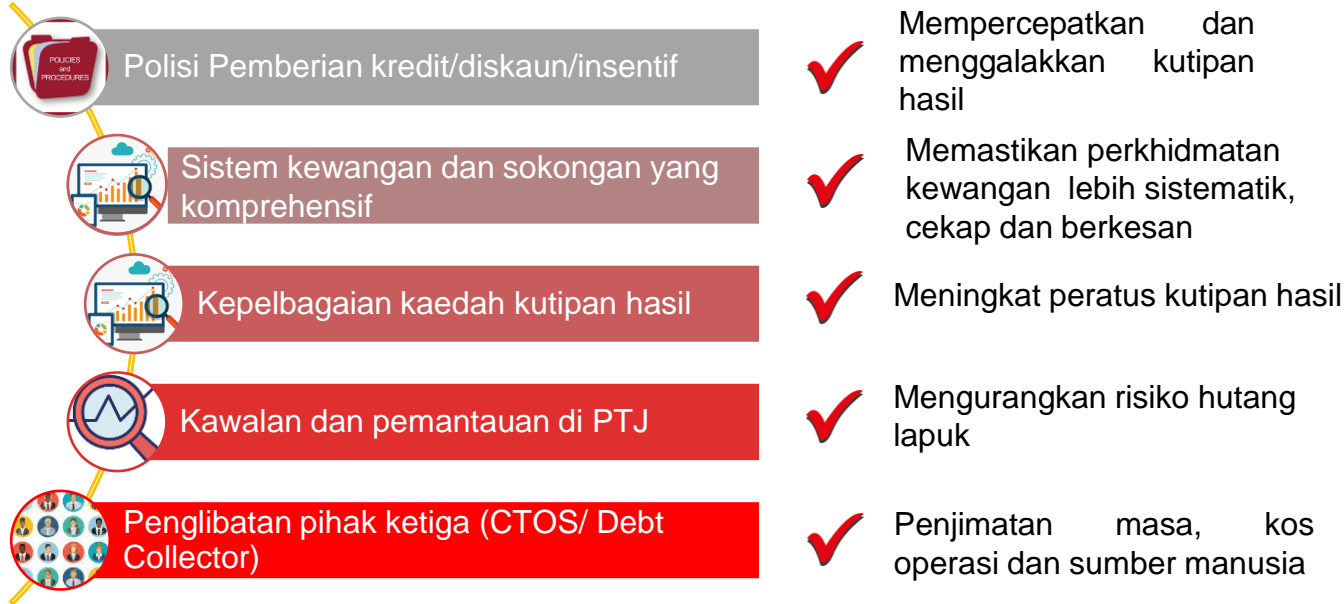 POLICIES
and
PROCEDURES
Polisi Pemberian kredit/diskaun/insentif
Mempercepatkan dan
menggalakkan kutipan
hasil
Sistem kewangan dan sokongan yang
komprehensif
Memastikan perkhidmatan
kewangan lebih sistematik,
cekap dan berkesan
Kepelbagaian kaedah kutipan hasil
Meningkat peratus kutipan hasil
Kawalan dan pemantauan di PTJ
Mengurangkan risiko hutang
lapuk
Penglibatan pihak ketiga (CTOS/ Debt
Collector)
Penjimatan masa, kos
operasi dan sumber manusia